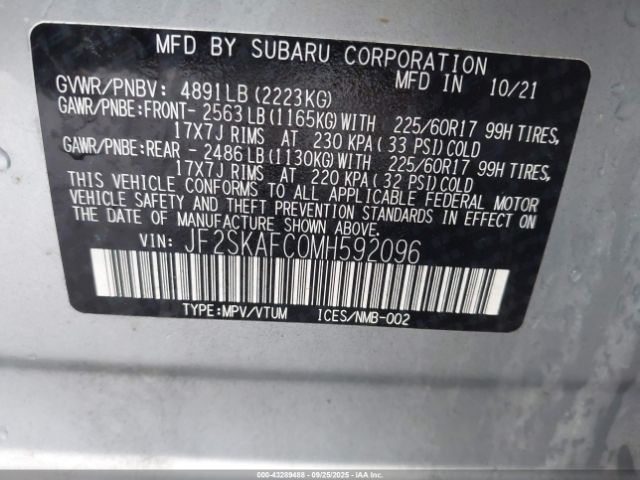 MFD BY SUBARU CORPORATION
MFD IN 10/21
GVWR/PNBV: 4891LB (2223KG)
GAWR/PNBE:FRONT- 2563LB(1165KG)WITH 225/60R17 99H TIRES,
17X7J RIMS AT 230 KPA ( 33 PSI) COLD
GAWR/PNBE:REAR - 2486LB(1130KG)WITH 225/60R17 99H TIRES,
17X7J RIMS AT 220 KPA ( 32 PSI) COLD
THIS VEHICLE CONFORMS TO ALL APPLICABLE FEDERAL MOTOR
VEHICLE SAFETY AND THEFT PREVENTION STANDARDS IN EFFECT ON
THE DATE OF MANUFACTURE SHOWN ABOVE.
VIN: JF2SKAFC0MH592096
TYPE:MPV/VTUM ICES/NMB-002
000-43289488 - 09/25/2025 - IAA Inc.